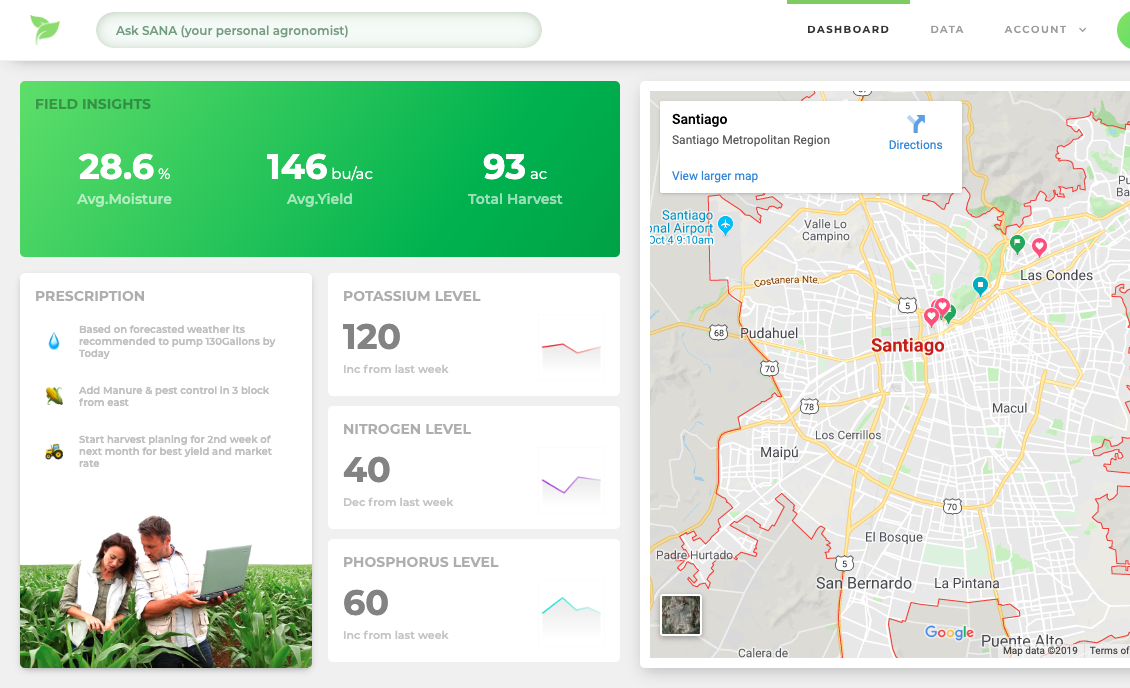 Ask SANA (your personal agronomist)
DASHBOARD
DATA
ACCOUNT
FIELD INSIGHTS
28.6 %
Avg.Moisture
146 bu/ac
Avg.Yield
93 ac
Total Harvest
PRESCRIPTION
Based on forecasted weather its
recommended to pump 130Gallons by
Today
Add Manure & pest control in 3 block
from east
Start harvest planing for 2nd week of
next month for best yield and market
rate
POTASSIUM LEVEL
120
Inc from last week
NITROGEN LEVEL
40
Dec from last week
PHOSPHORUS LEVEL
60
Inc from last week
Santiago
Santiago Metropolitan Region
Directions
View larger map
Santiago
onal Airport
Oct 4 9:10am
Valle Lo
Campino
Las Condes
Costanera Nte.
5
68
Pudahuel
Santiago
70
78
Macul
Los Cerrillos
Maipú
70
El Bosque
Padre Hurtado
5
San Bernardo
La Pintana
Google
Puente Alto
Calera de
Map data ©2019
Terms of